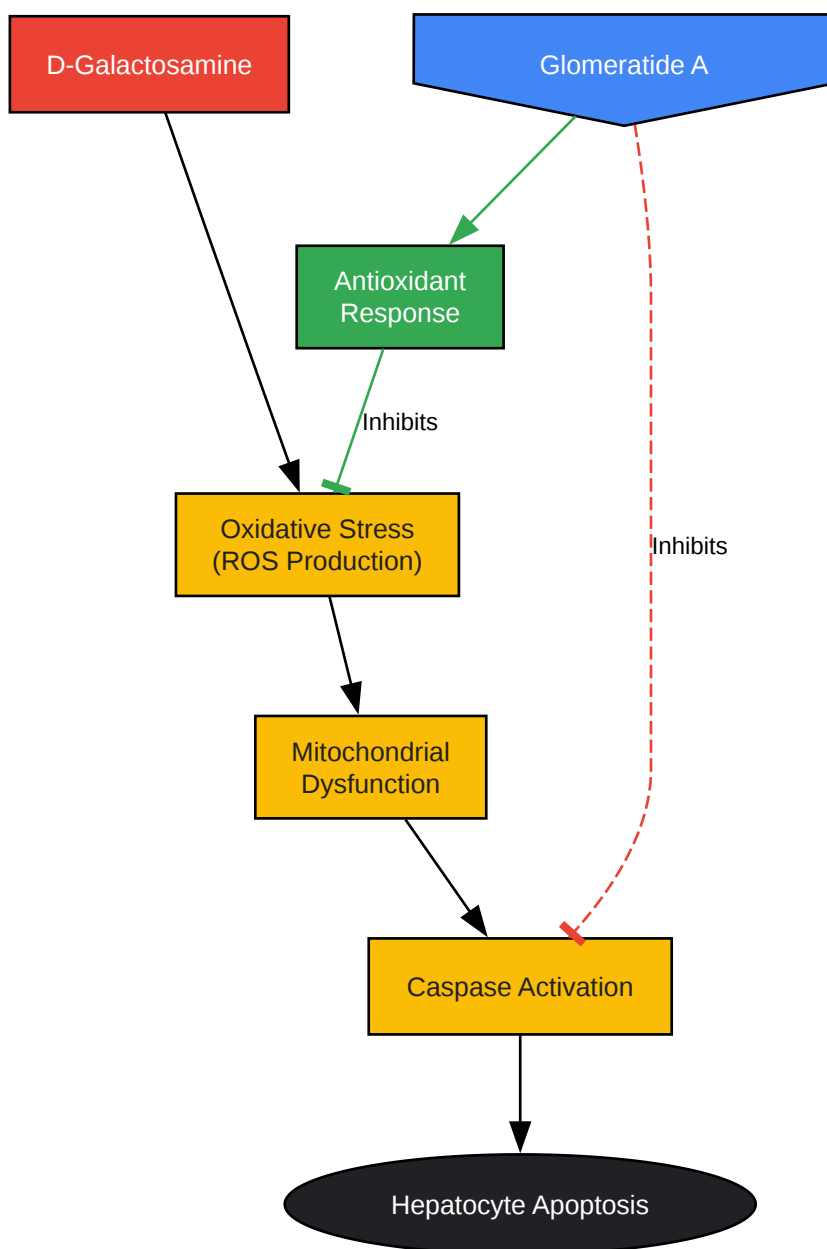 D-Galactosamine
Glomeratide A
Antioxidant
Response
Inhibits
Oxidative Stress
(ROS Production)
Inhibits
Mitochondrial
Dysfunction
Caspase Activation
Hepatocyte Apoptosis